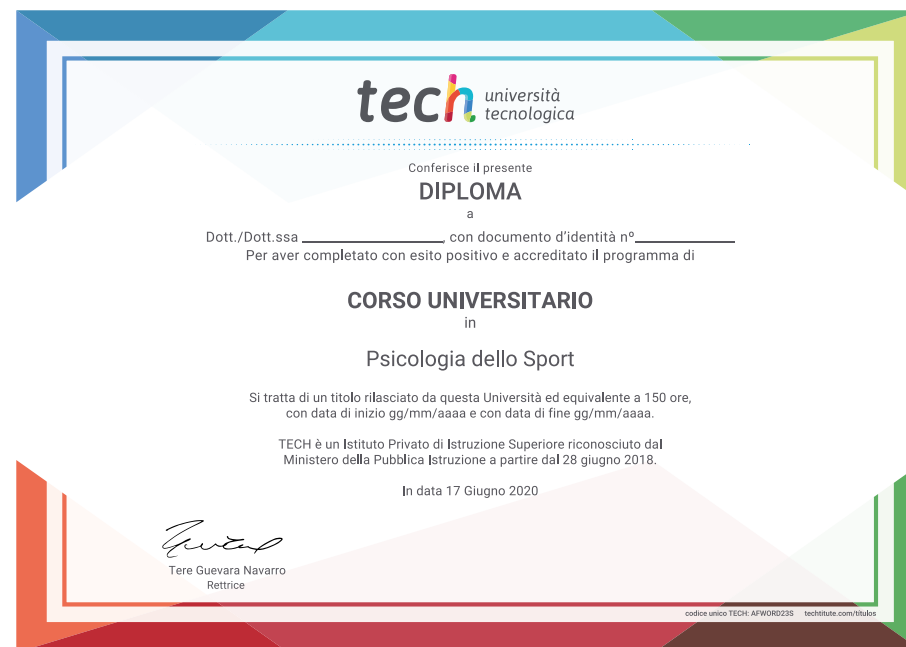 tech università
tecnologica
Conferisce il presente
DIPLOMA
a
Dott./Dott.ssa ____________________, con documento d'identità nº______________
Per aver completato con esito positivo e accreditato il programma di
CORSO UNIVERSITARIO
in
Psicologia dello Sport
Si tratta di un titolo rilasciato da questa Università ed equivalente a 150 ore,
con data di inizio gg/mm/aaaa e con data di fine gg/mm/aaaa.
TECH è un Istituto Privato di Istruzione Superiore riconosciuto dal
Ministero della Pubblica Istruzione a partire dal 28 giugno 2018.
In data 17 Giugno 2020
Tere Guevara Navarro
Rettrice
codice unico TECH: AFWORD23S techtitute.com/titulos